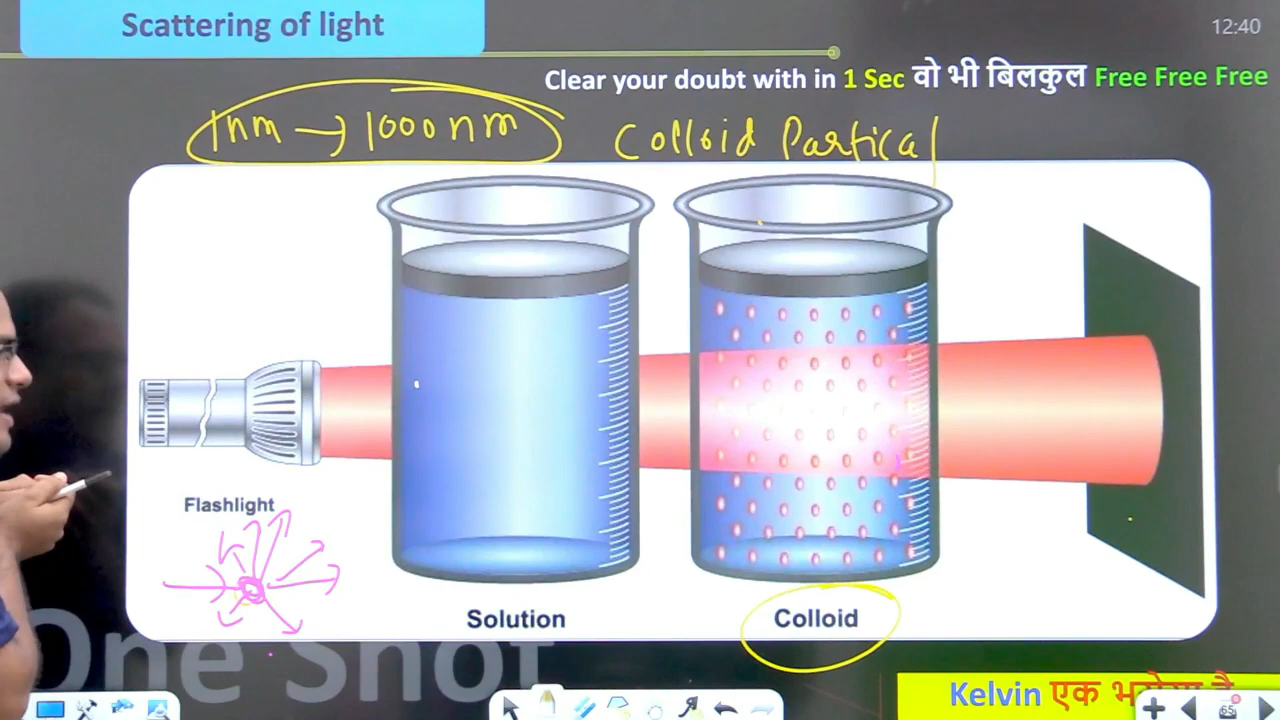 Scattering of light
12:40
Clear your doubt with in 1 Sec वो भी बिलकुल Free Free Free
1nm → 1000nm
Colloid Partical
Flashlight
Solution
Colloid
One Shot
Kelvin एक
65